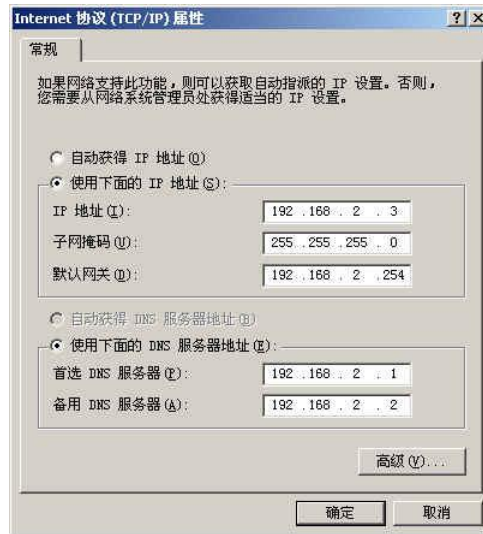 Internet 协议 (TCP/IP) 属性
常规
如果网络支持此功能，则可以获取自动指派的 IP 设置。否则，
您需要从网络系统管理员处获得适当的 IP 设置。
自动获得 IP 地址(O)
使用下面的 IP 地址(S):
IP 地址(I): 192 .168 . 2 . 3
子网掩码(U): 255 .255 .255 . 0
默认网关(D): 192 .168 . 2 .254
自动获得 DNS 服务器地址(B)
使用下面的 DNS 服务器地址(E):
首选 DNS 服务器(P): 192 .168 . 2 . 1
备用 DNS 服务器(A): 192 .168 . 2 . 2
高级(V)...
确定 取消